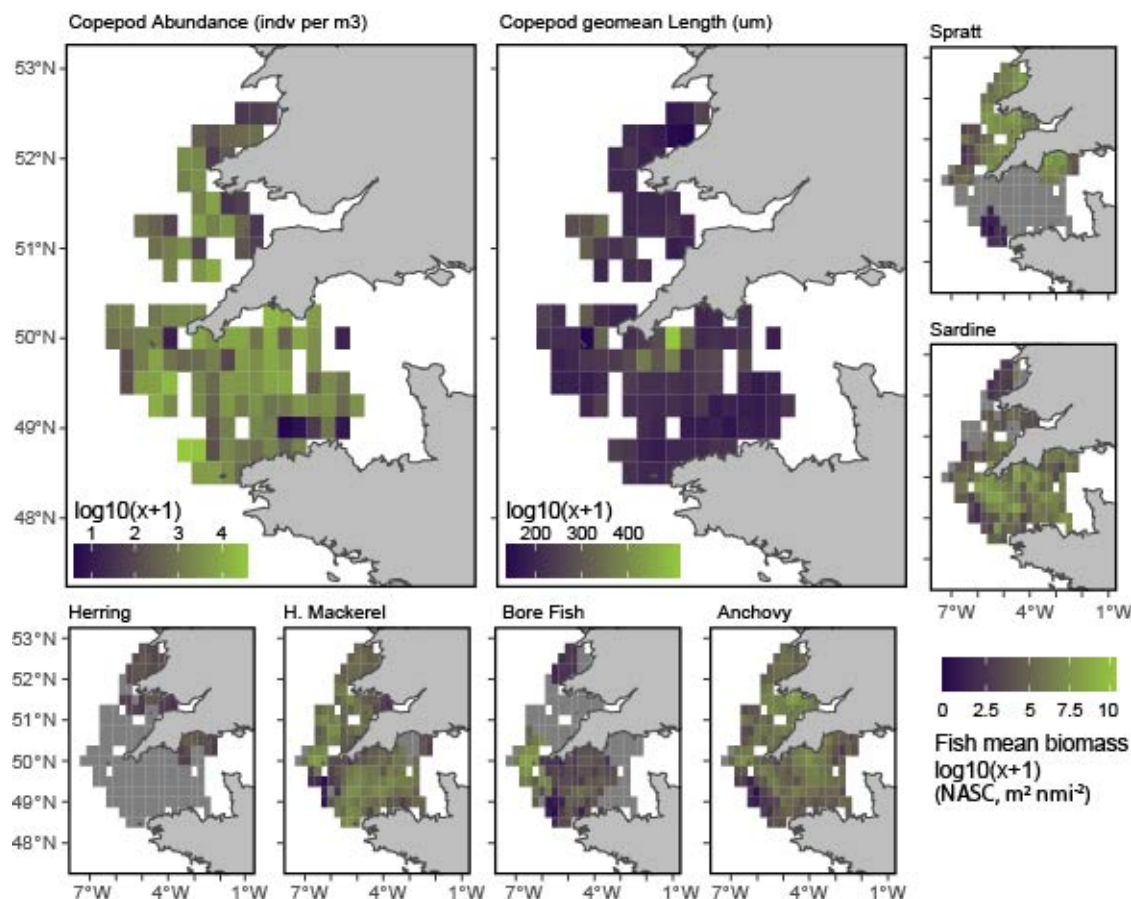 Copepod Abundance (indv per m3)
Copepod geomean Length (um)
Spratt
53°N
52°N
51°N
50°N
49°N
48°N
log10(x+1)
1 2 3 4
log10(x+1)
200 300 400
Sardine
7°W 4°W 1°W
Herring
H. Mackerel
Bore Fish
Anchovy
53°N
52°N
51°N
50°N
49°N
48°N
7°W 4°W 1°W
7°W 4°W 1°W
7°W 4°W 1°W
7°W 4°W 1°W
0 2.5 5 7.5 10
Fish mean biomass
log10(x+1)
(NASC, m² nmi⁻²)